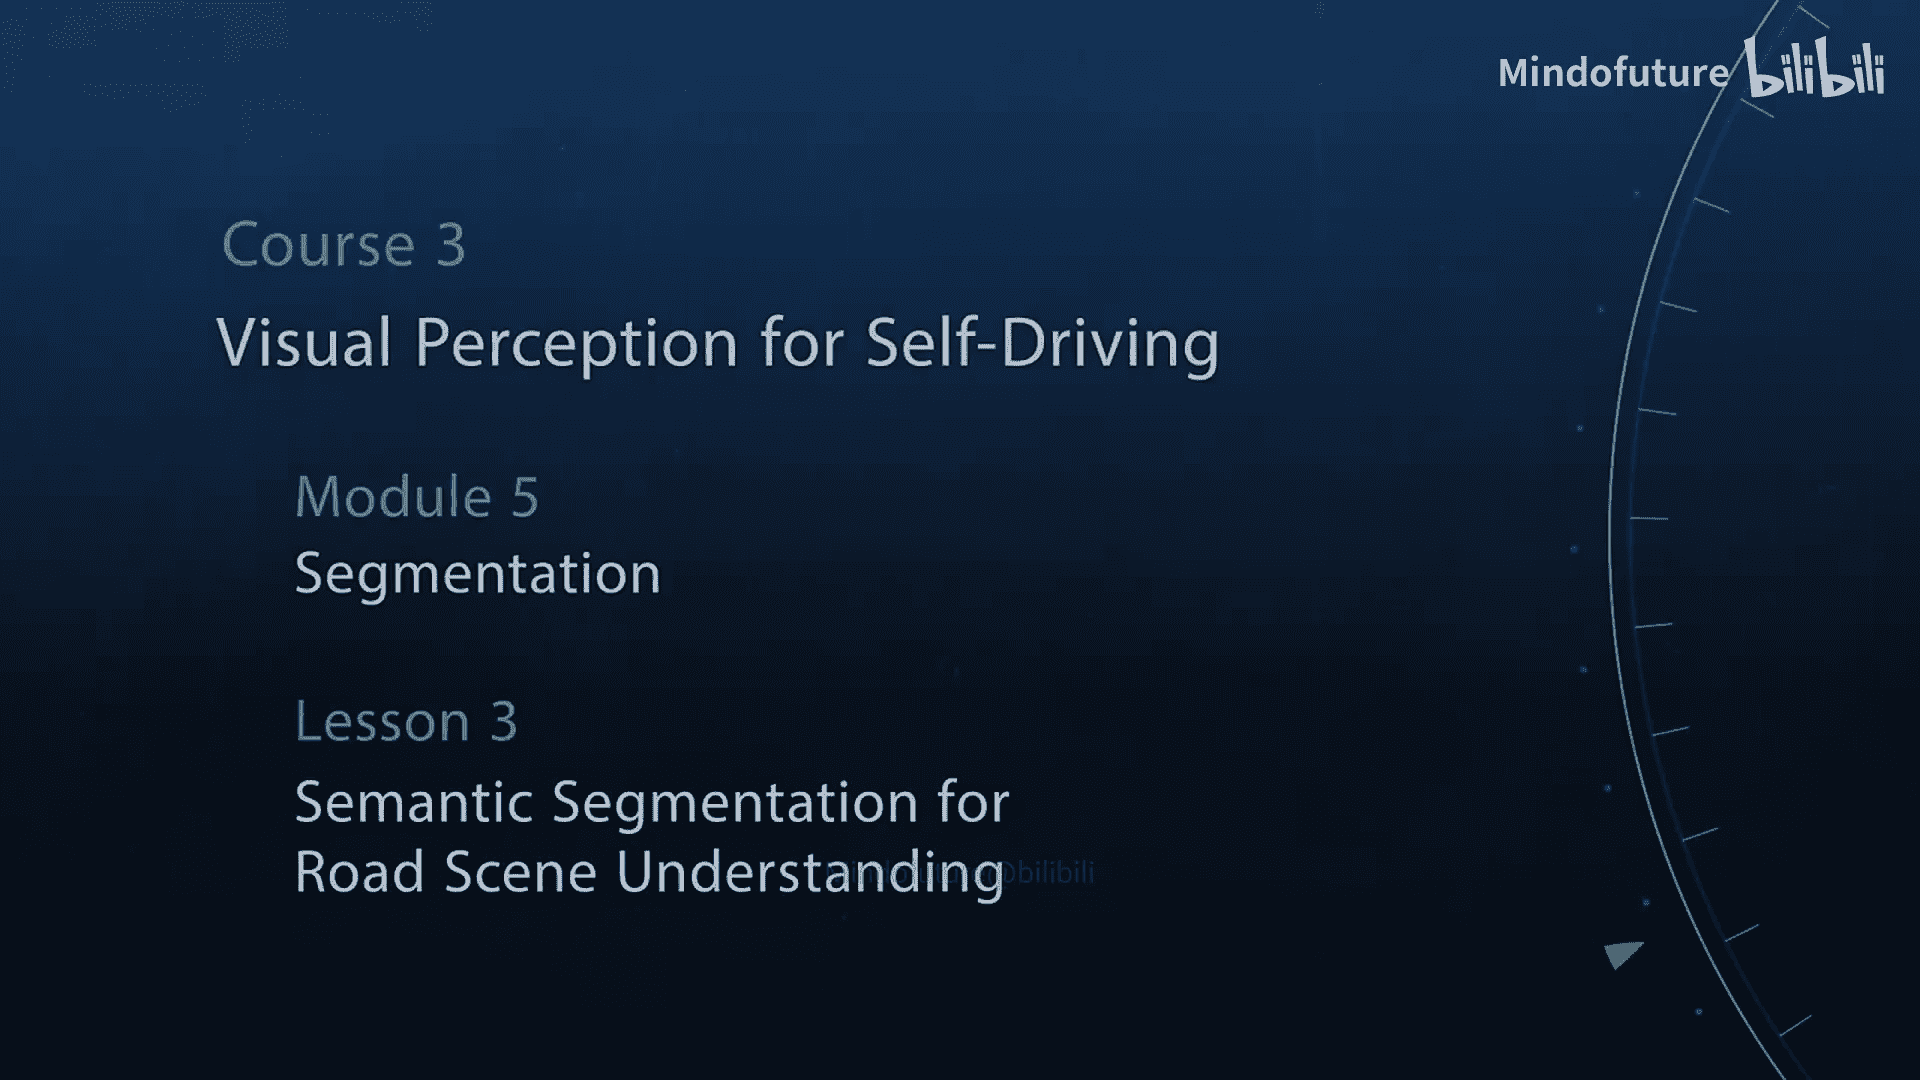 Mindofuture bilibili
Course 3
Visual Perception for Self-Driving
Module 5
Segmentation
Lesson 3
Semantic Segmentation for
Road Scene Understanding
@bilibili